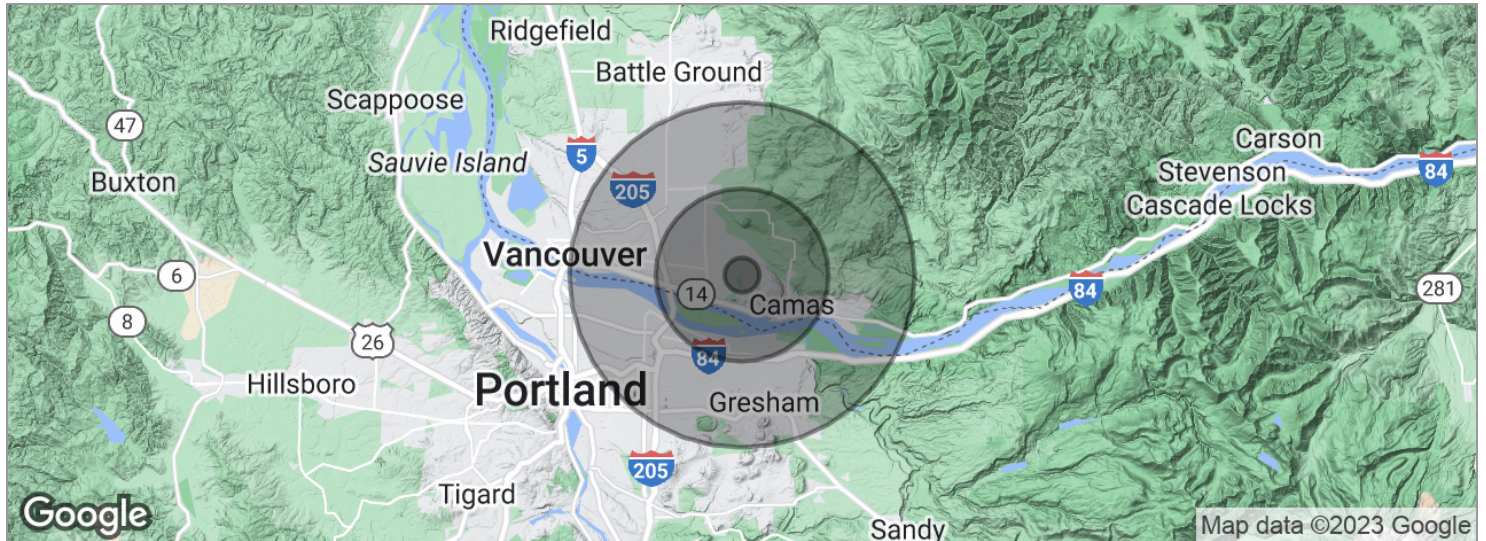 Ridgefield
Battle Ground
Scappoose
47
Carson
5
Sauvie Island
Stevenson
84
Buxton
205
Cascade Locks
Vancouver
6
14
Camas
84
281
8
26
84
Hillsboro
Portland
Gresham
205
Tigard
Google
Sandy
Map data ©2023 Google